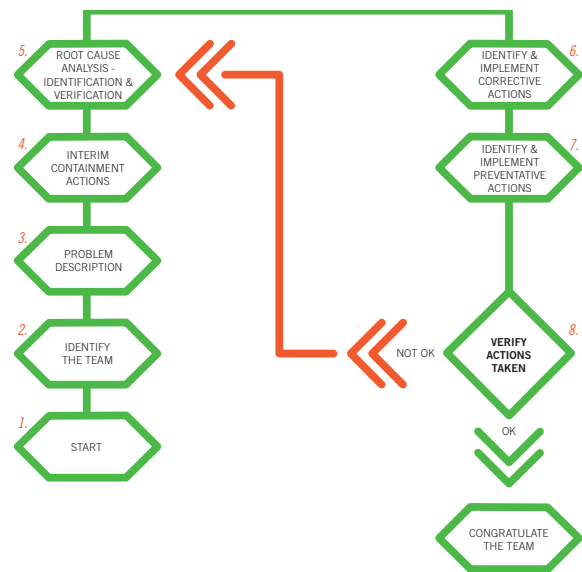 5.
ROOT CAUSE
ANALYSIS -
IDENTIFICATION &
VERIFICATION
4.
INTERIM
CONTAINMENT
ACTIONS
3.
PROBLEM
DESCRIPTION
2.
IDENTIFY
THE TEAM
1.
START
6.
IDENTIFY &
IMPLEMENT
CORRECTIVE
ACTIONS
7.
IDENTIFY &
IMPLEMENT
PREVENTATIVE
ACTIONS
8.
VERIFY
ACTIONS
TAKEN
NOT OK
OK
CONGRATULATE
THE TEAM